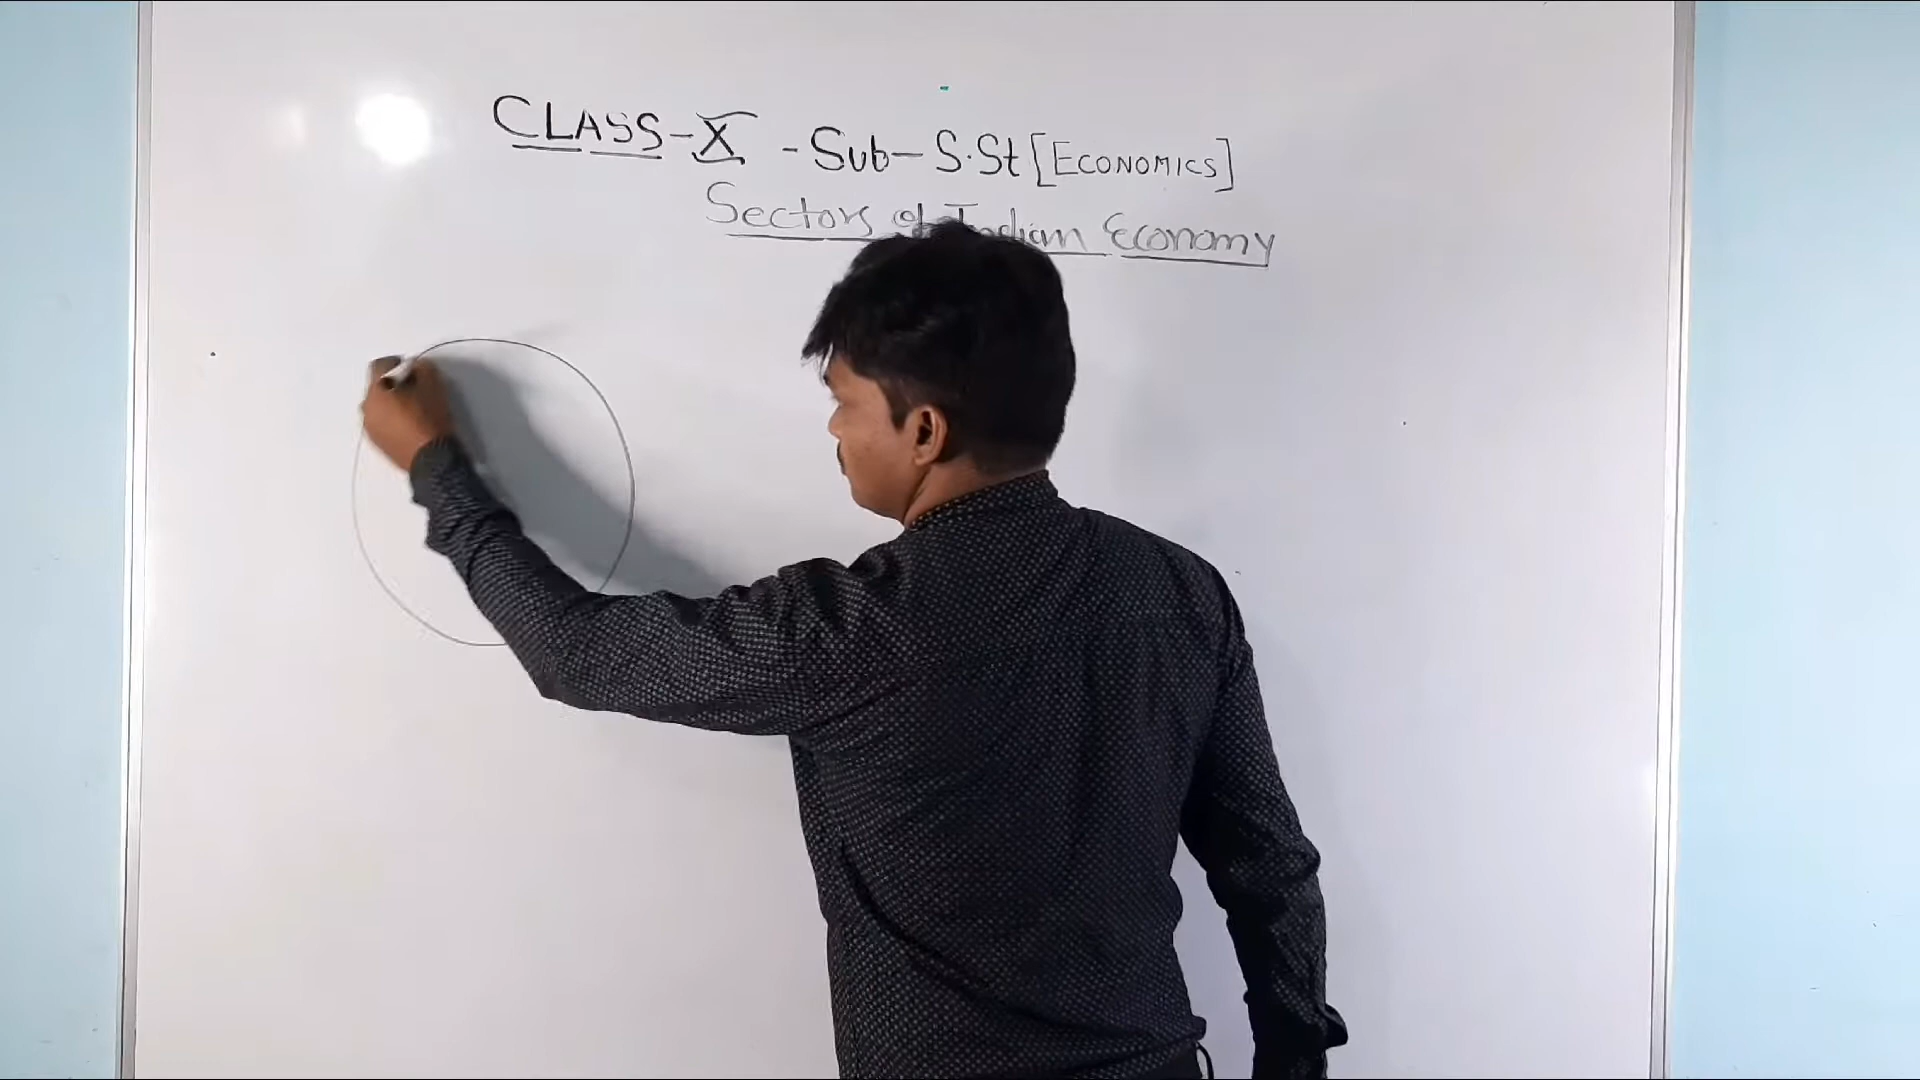 CLASS-X - Sub-S.St [ECONOMICS]
Sectors of Indian Economy